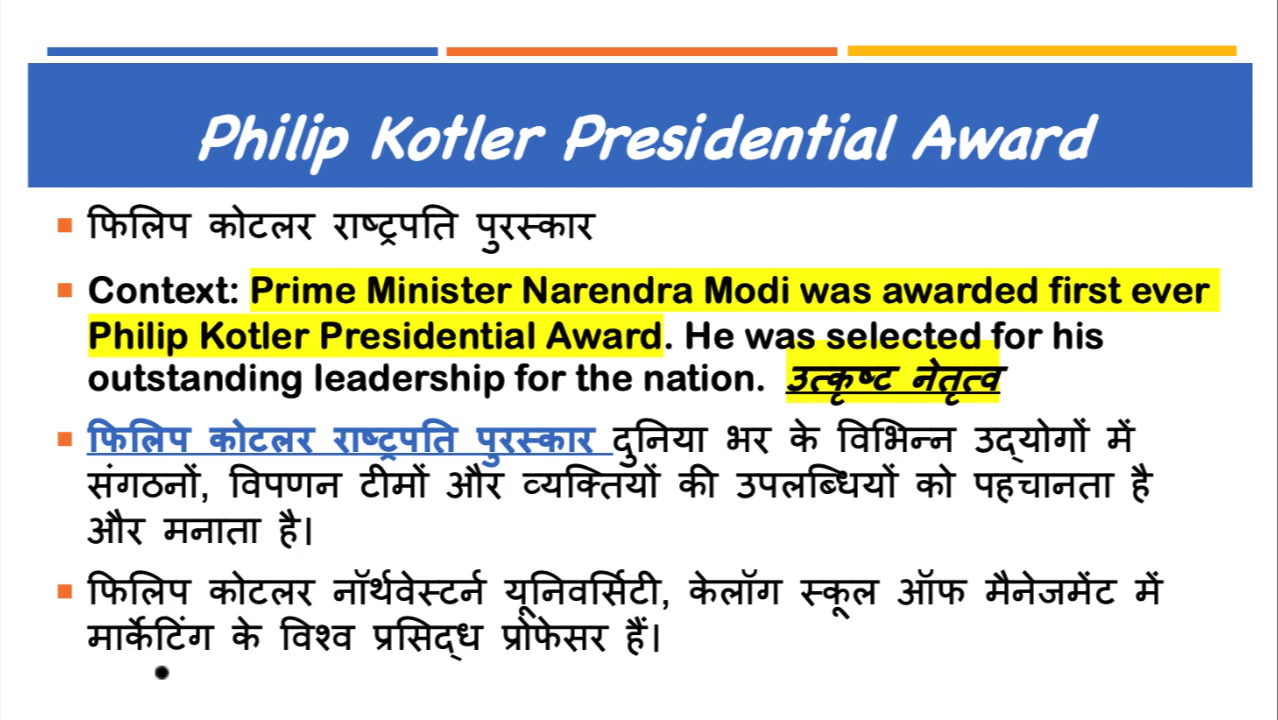 Philip Kotler Presidential Award
फिलिप कोटलर राष्ट्रपति पुरस्कार
Context: Prime Minister Narendra Modi was awarded first ever
Philip Kotler Presidential Award. He was selected for his
outstanding leadership for the nation. उत्कृष्ट नेतृत्व
फिलिप कोटलर राष्ट्रपति पुरस्कार दुनिया भर के विभिन्न उद्योगों में
संगठनों, विपणन टीमों और व्यक्तियों की उपलब्धियों को पहचानता है
और मनाता है।
फिलिप कोटलर नॉर्थवेस्टर्न यूनिवर्सिटी, केलॉग स्कूल ऑफ मैनेजमेंट में
मार्केटिंग के विश्व प्रसिद्ध प्रोफेसर हैं।